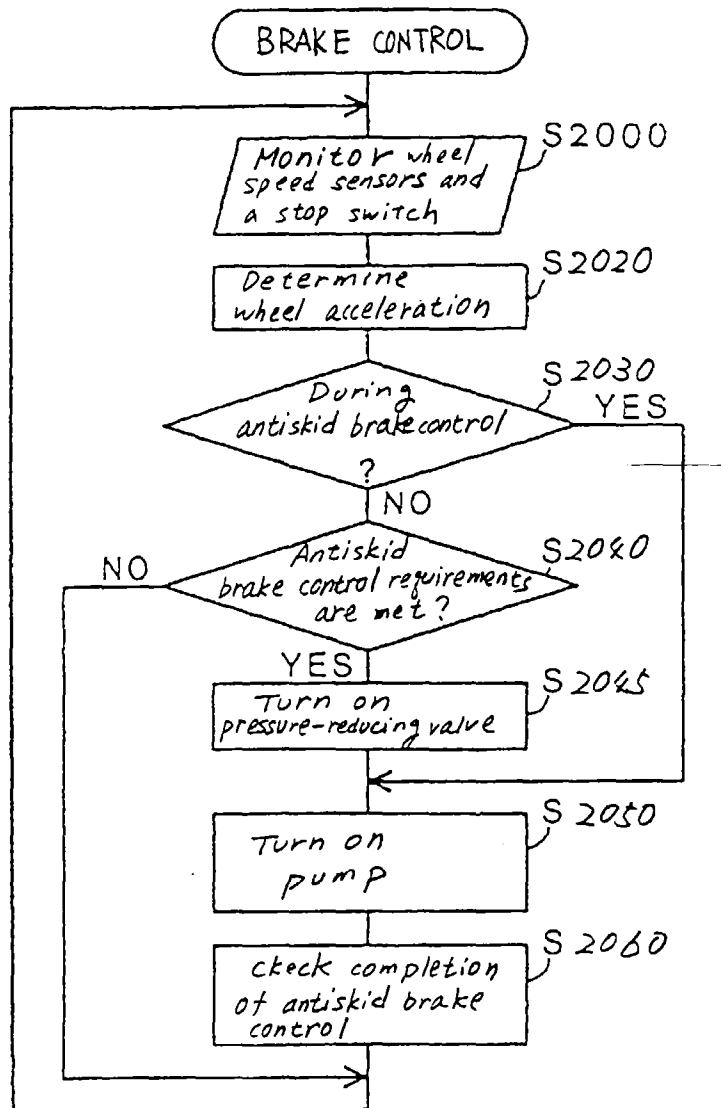 BRAKE CONTROL
S2000
Monitor wheel
speed sensors and
a stop switch
S2020
Determine
wheel acceleration
S2030
During
antiskid brake control
?
YES
NO
S2040
Antiskid
brake control requirements
are met?
NO
YES
S2045
Turn on
pressure-reducing valve
S2050
Turn on
pump
S2060
ckeck completion
of antiskid brake
control